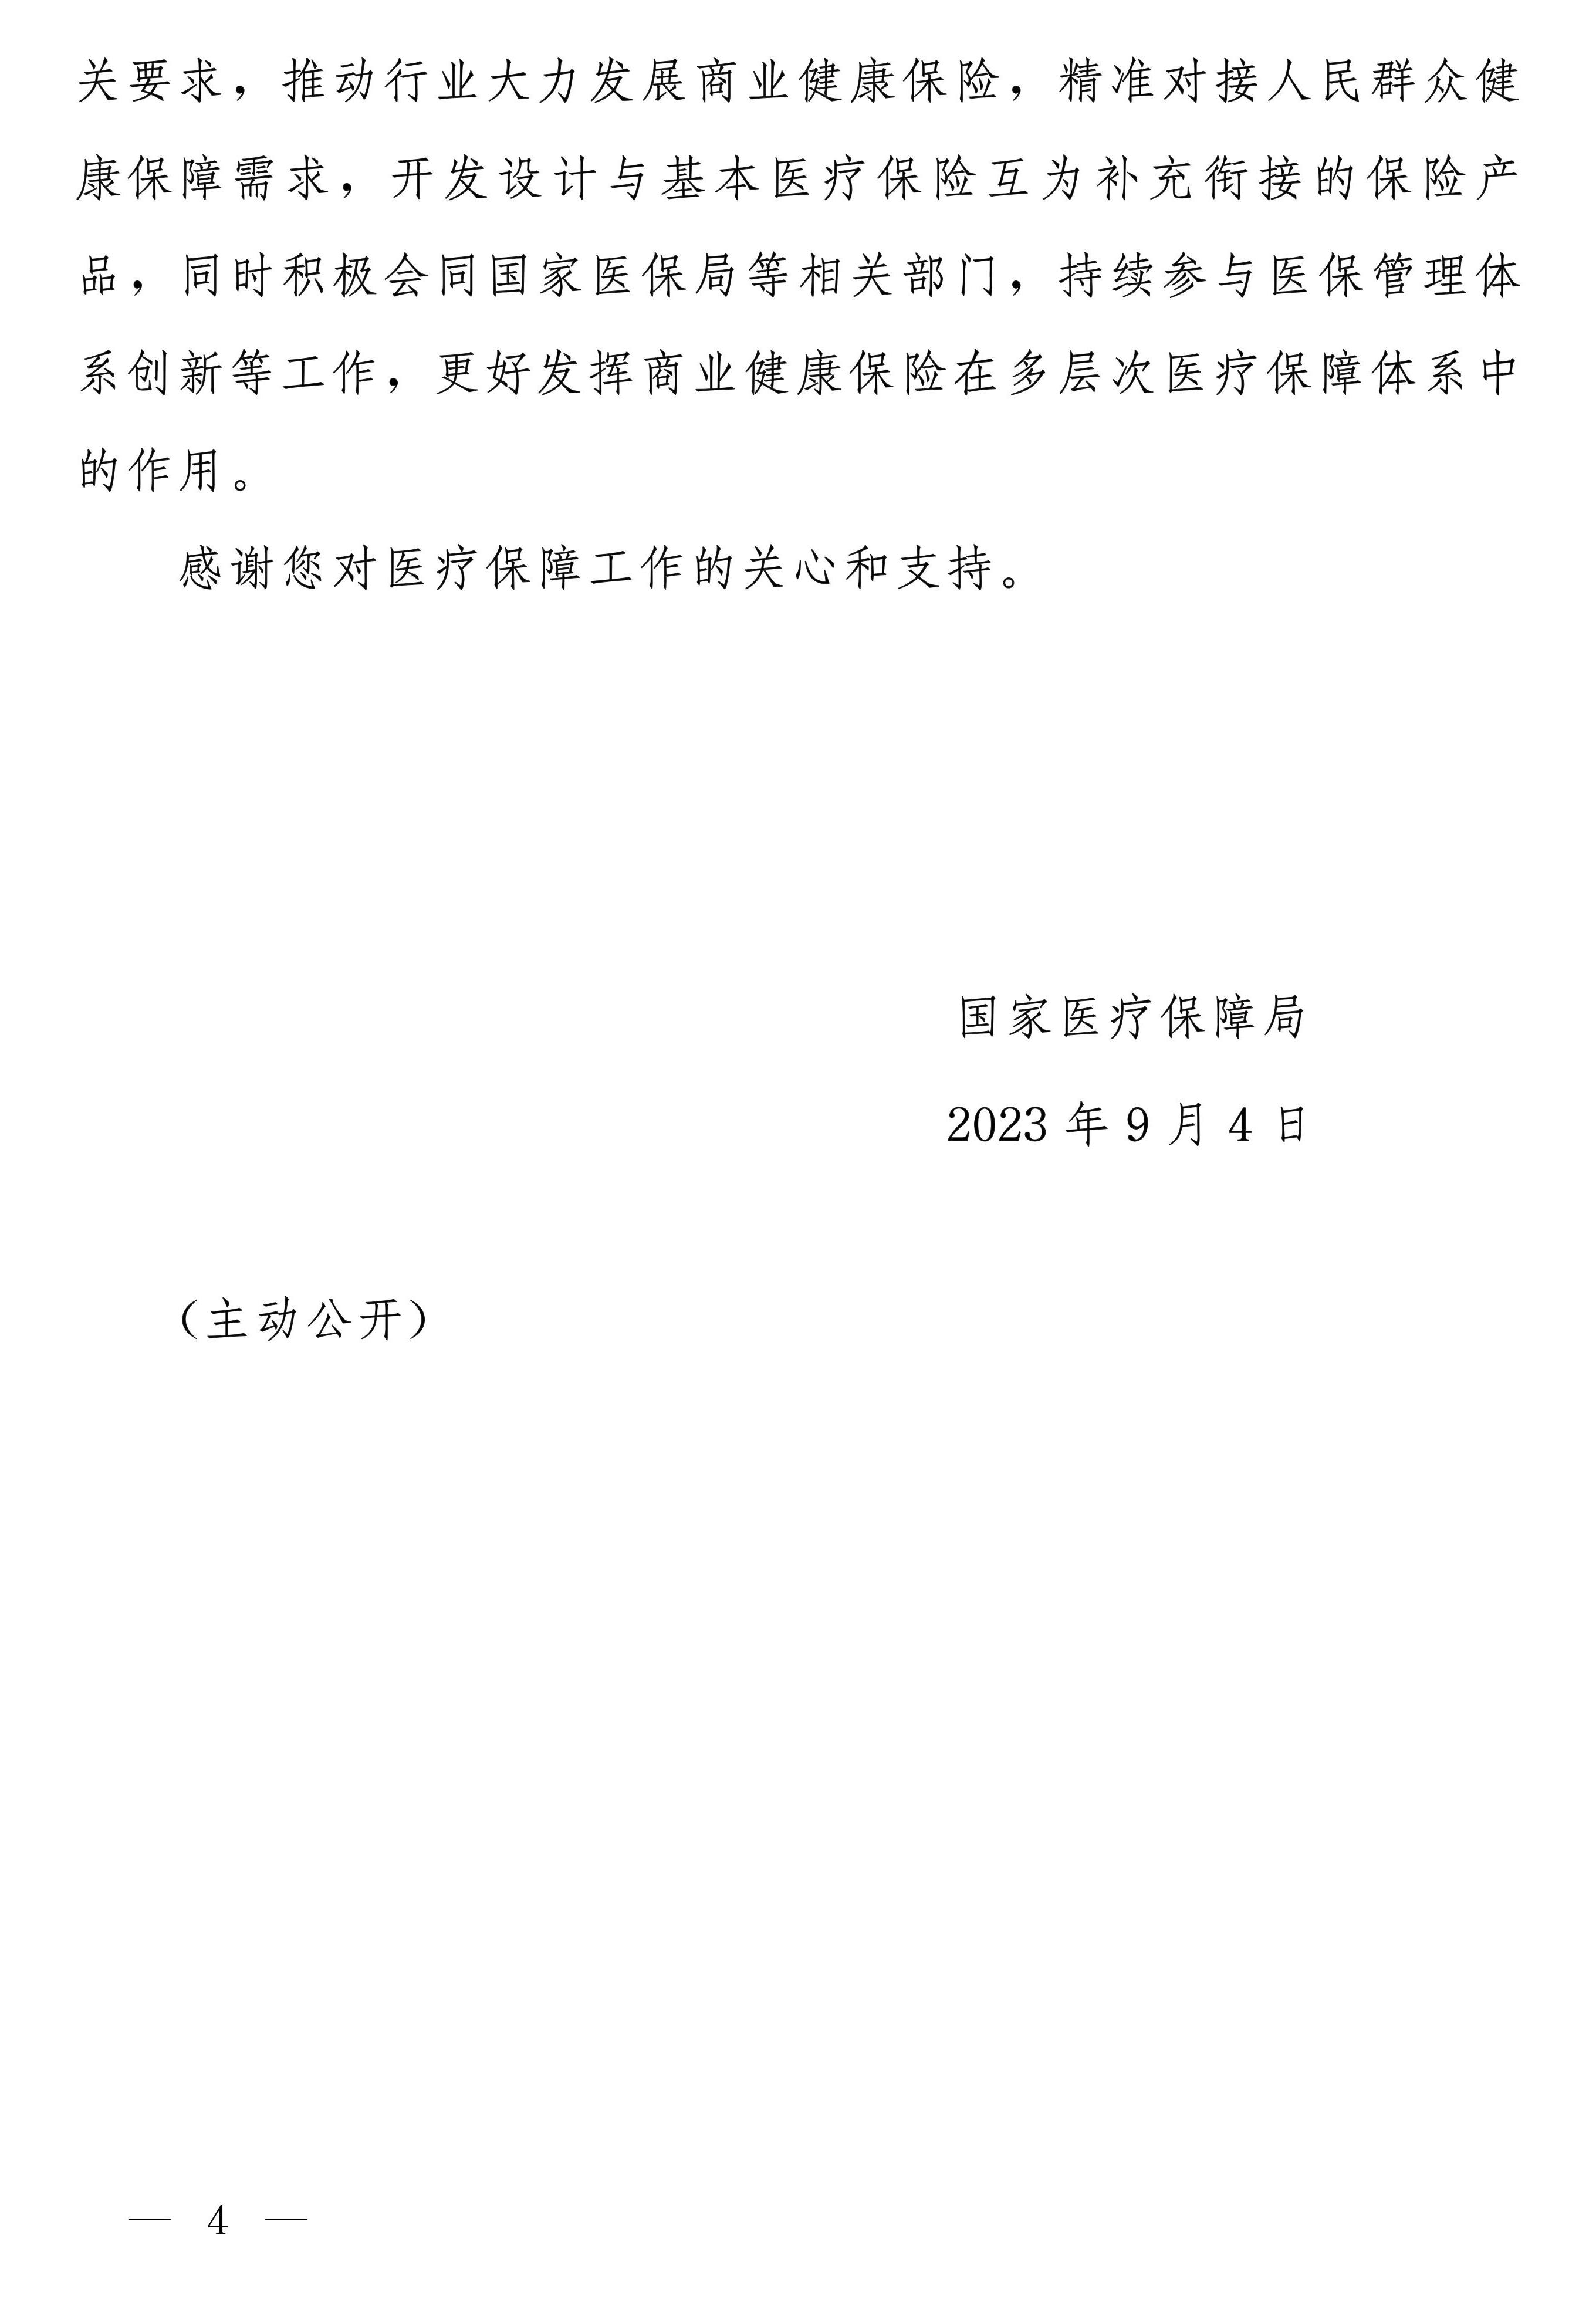 关要求，推动行业大力发展商业健康保险，精准对接人民群众健
康保障需求，开发设计与基本医疗保险互为补充衔接的保险产
品，同时积极会同国家医保局等相关部门，持续参与医保管理体
系创新等工作，更好发挥商业健康保险在多层次医疗保障体系中
的作用。
感谢您对医疗保障工作的关心和支持。
国家医疗保障局
2023 年 9 月 4 日
（主动公开）
— 4 —